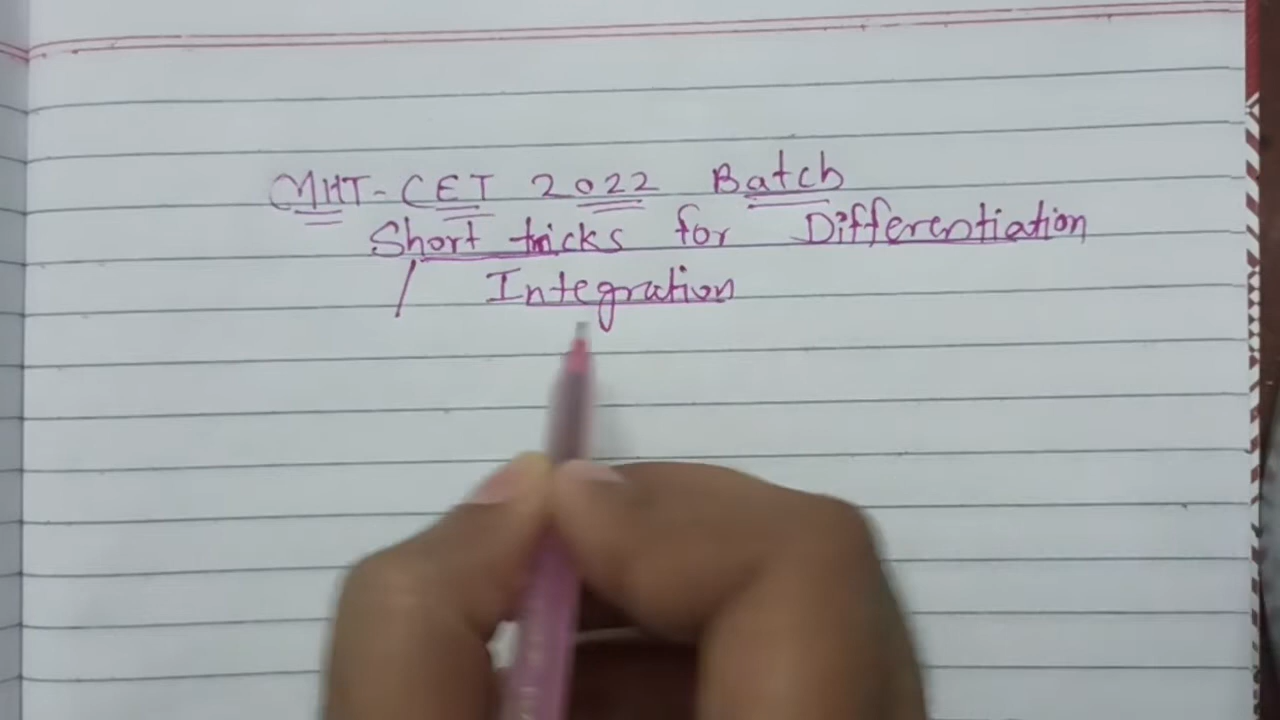 MHT-CET 2022 Batch
Short tricks for Differentiation
/ Integration